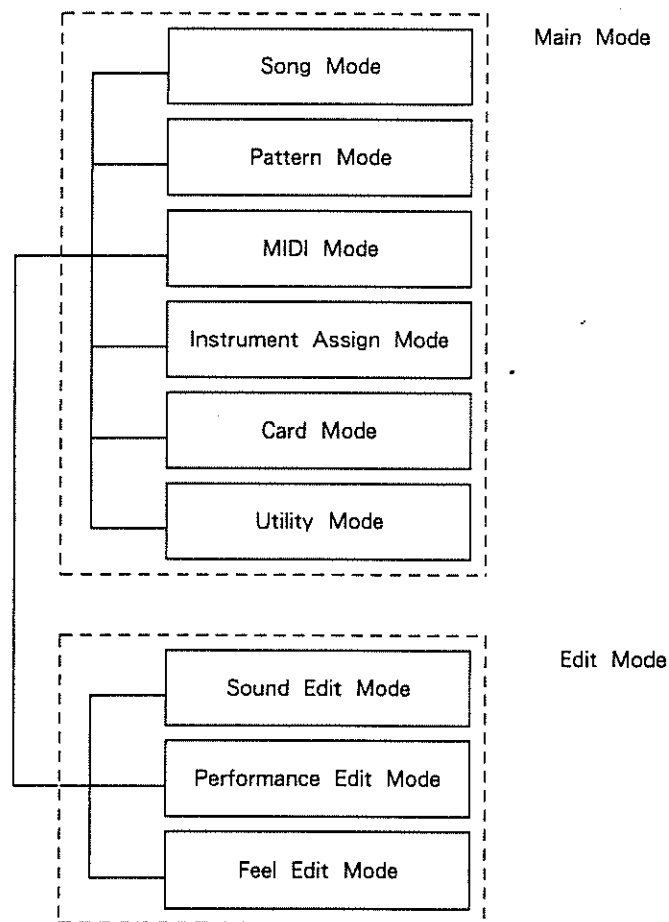 Main Mode
Song Mode
Pattern Mode
MIDI Mode
Instrument Assign Mode
Card Mode
Utility Mode
Edit Mode
Sound Edit Mode
Performance Edit Mode
Feel Edit Mode